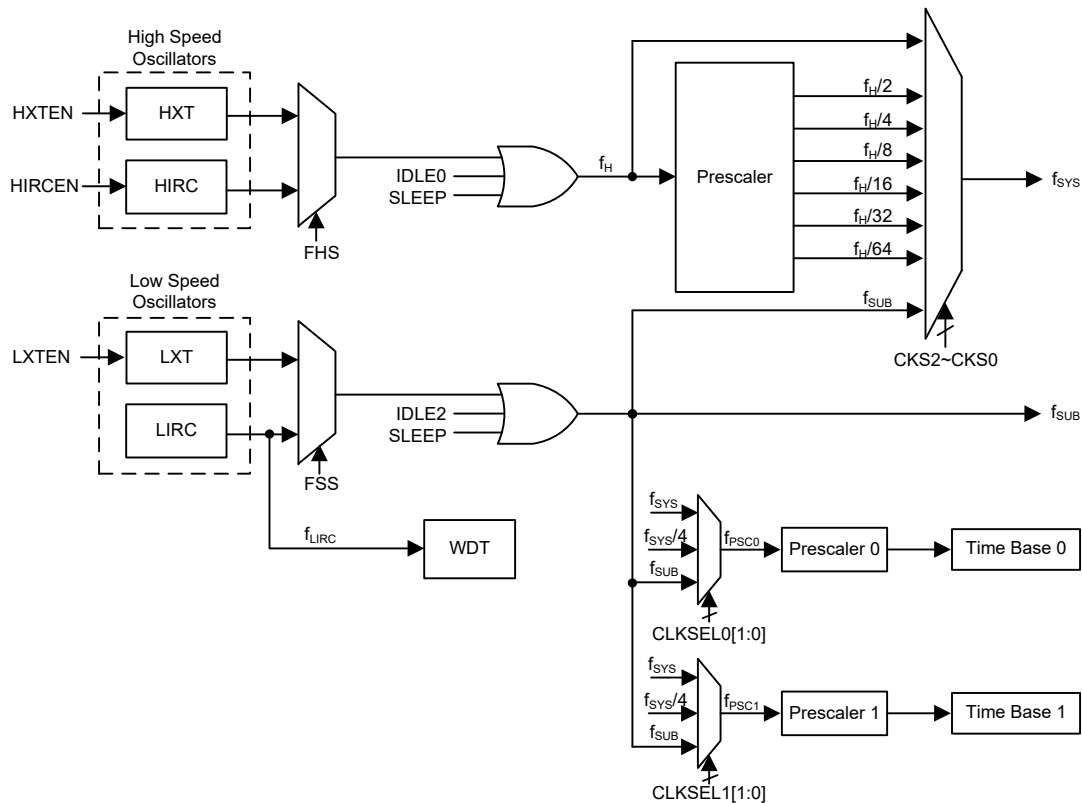 High Speed
Oscillators
HXTEN
HXT
HIRCEN
HIRC
FHS
IDLE0
SLEEP
fH
Prescaler
fH/2
fH/4
fH/8
fH/16
fH/32
fH/64
fSUB
CKS2~CKS0
fSYS
Low Speed
Oscillators
LXTEN
LXT
LIRC
FSS
IDLE2
SLEEP
fSUB
fLIRC
WDT
fSYS
fSYS/4
fSUB
fPSC0
Prescaler 0
Time Base 0
CLKSEL0[1:0]
fSYS
fSYS/4
fSUB
fPSC1
Prescaler 1
Time Base 1
CLKSEL1[1:0]